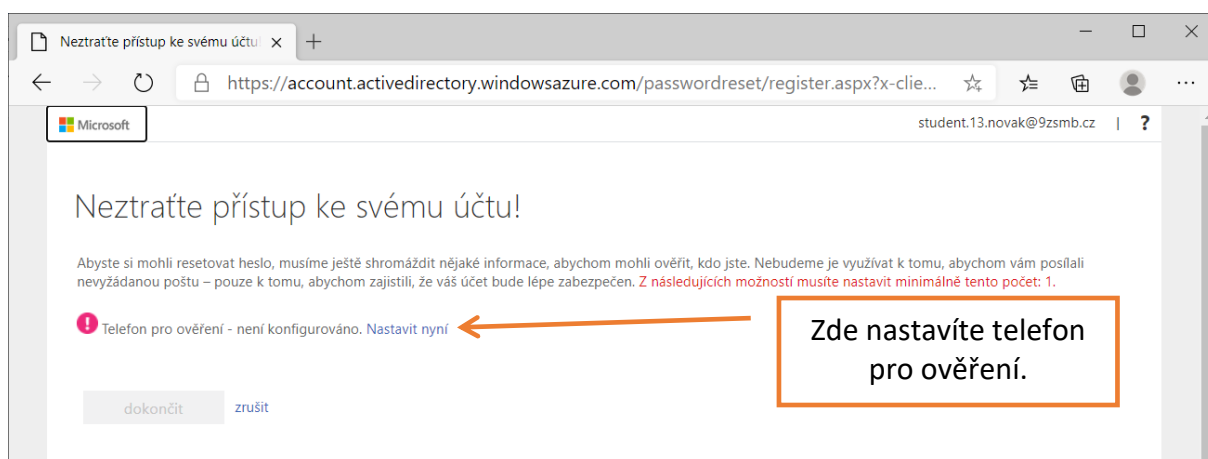 Neztraťte přístup ke svému účtu!
https://account.activedirectory.windowsazure.com/passwordreset/register.aspx?x-clie...
Microsoft
student.13.novak@9zsmb.cz | ?
Neztraťte přístup ke svému účtu!
Abyste si mohli resetovat heslo, musíme ještě shromáždit nějaké informace, abychom mohli ověřit, kdo jste. Nebudeme je využívat k tomu, abychom vám posílali
nevyžádanou poštu – pouze k tomu, abychom zajistili, že váš účet bude lépe zabezpečen. Z následujících možností musíte nastavit minimálně tento počet: 1.
Telefon pro ověření - není konfigurováno. Nastavit nyní
Zde nastavíte telefon
pro ověření.
dokončit zrušit